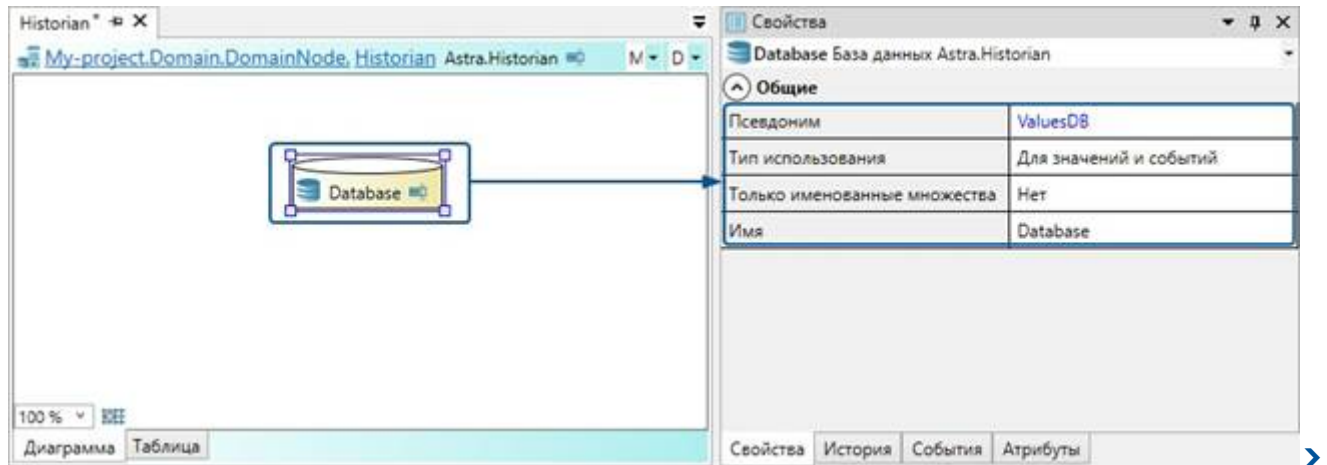 Historian*
My-project.Domain.DomainNode, Historian Astra.Historian M D
Database
100 %
Диаграмма Таблица
Свойства
Database База данных Astra.Historian
Общие
Псевдоним ValuesDB
Тип использования Для значений и событий
Только именованные множества Нет
Имя Database
Свойства История События Атрибуты